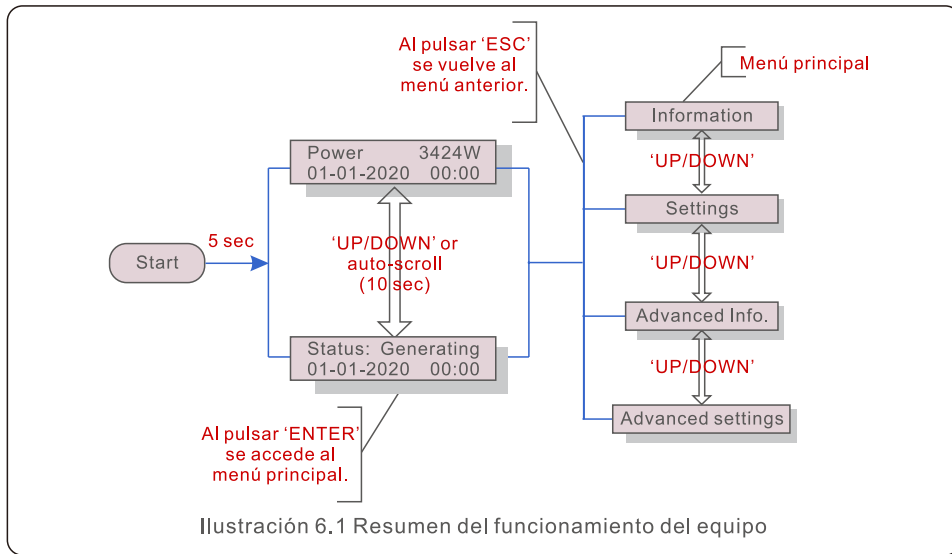 Al pulsar ‘ESC’
se vuelve al
menú anterior.
Menú principal
Information
‘UP/DOWN’
Settings
‘UP/DOWN’
Advanced Info.
‘UP/DOWN’
Advanced settings
Start
5 sec
Power 3424W
01-01-2020 00:00
‘UP/DOWN’ or
auto-scroll
(10 sec)
Status: Generating
01-01-2020 00:00
Al pulsar ‘ENTER’
se accede al
menú principal.
Ilustración 6.1 Resumen del funcionamiento del equipo